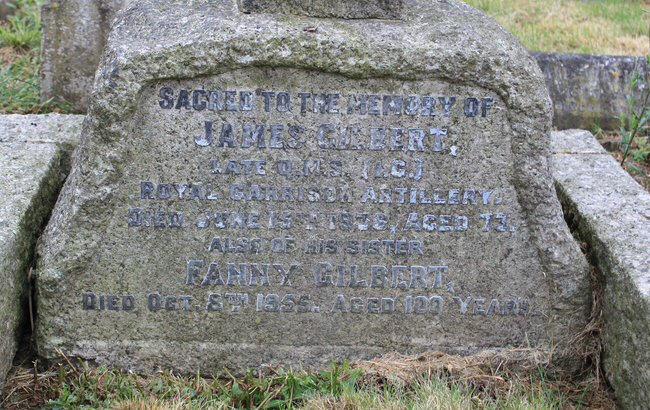 SACRED TO THE MEMORY OF
JAMES GILBERT,
LATE Q.M.S. (I.G.)
ROYAL GARRISON ARTILLERY.
DIED JUNE 15TH 1928, AGED 73.
ALSO OF HIS SISTER
FANNY GILBERT,
DIED OCT. 8TH 1955. AGED 100 YEARS.